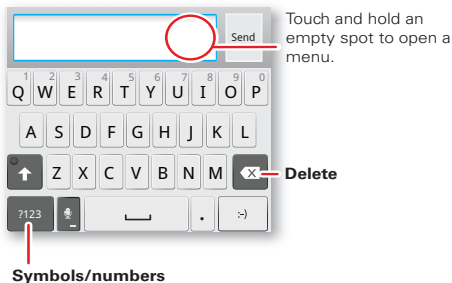 Touch and hold an
empty spot to open a
menu.
Send
1 2 3 4 5 6 7 8 9 0
Q W E R T Y U I O P
A S D F G H J K L
Z X C V B N M
Delete
?123 . :-)
Symbols/numbers